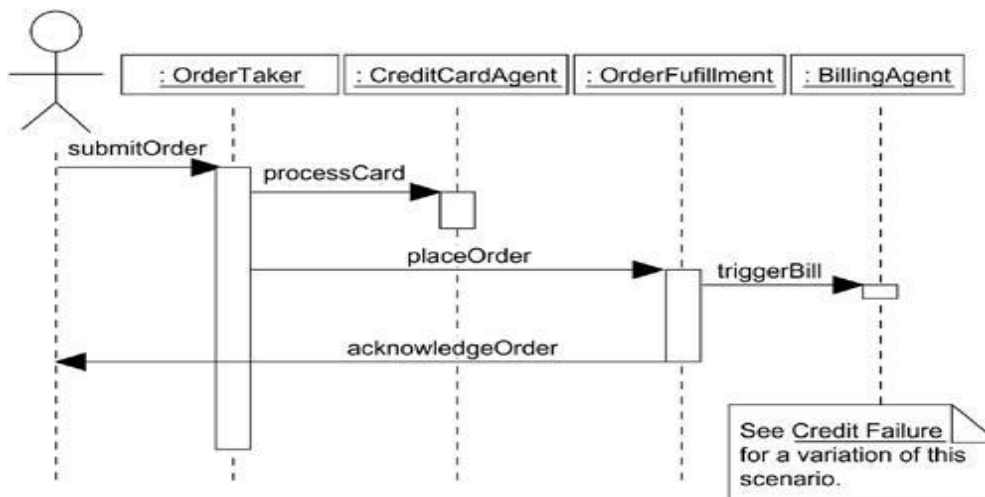 : OrderTaker
: CreditCardAgent
: OrderFufillment
: BillingAgent
submitOrder
processCard
placeOrder
triggerBill
acknowledgeOrder
See Credit Failure
for a variation of this
scenario.